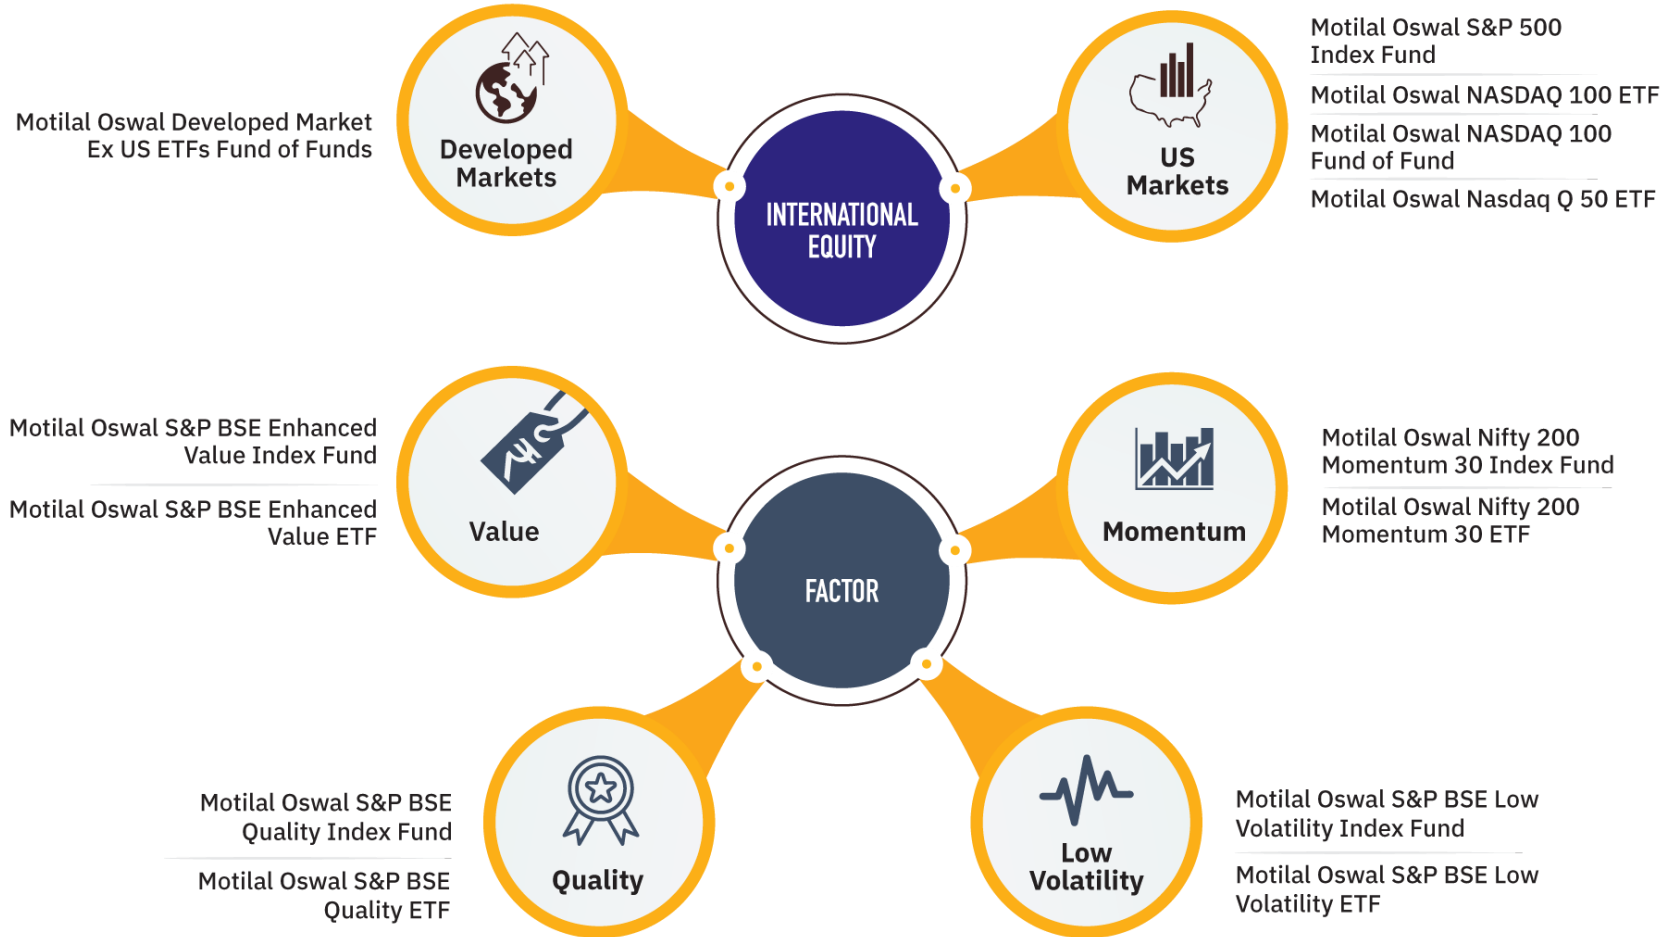 Motilal Oswal Developed Market
Ex US ETFs Fund of Funds
Developed
Markets
INTERNATIONAL
EQUITY
US
Markets
Motilal Oswal S&P 500
Index Fund
Motilal Oswal NASDAQ 100 ETF
Motilal Oswal NASDAQ 100
Fund of Fund
Motilal Oswal Nasdaq Q 50 ETF
Motilal Oswal S&P BSE Enhanced
Value Index Fund
Motilal Oswal S&P BSE Enhanced
Value ETF
₹
Value
FACTOR
Momentum
Motilal Oswal Nifty 200
Momentum 30 Index Fund
Motilal Oswal Nifty 200
Momentum 30 ETF
Motilal Oswal S&P BSE
Quality Index Fund
Motilal Oswal S&P BSE
Quality ETF
Quality
Low
Volatility
Motilal Oswal S&P BSE Low
Volatility Index Fund
Motilal Oswal S&P BSE Low
Volatility ETF